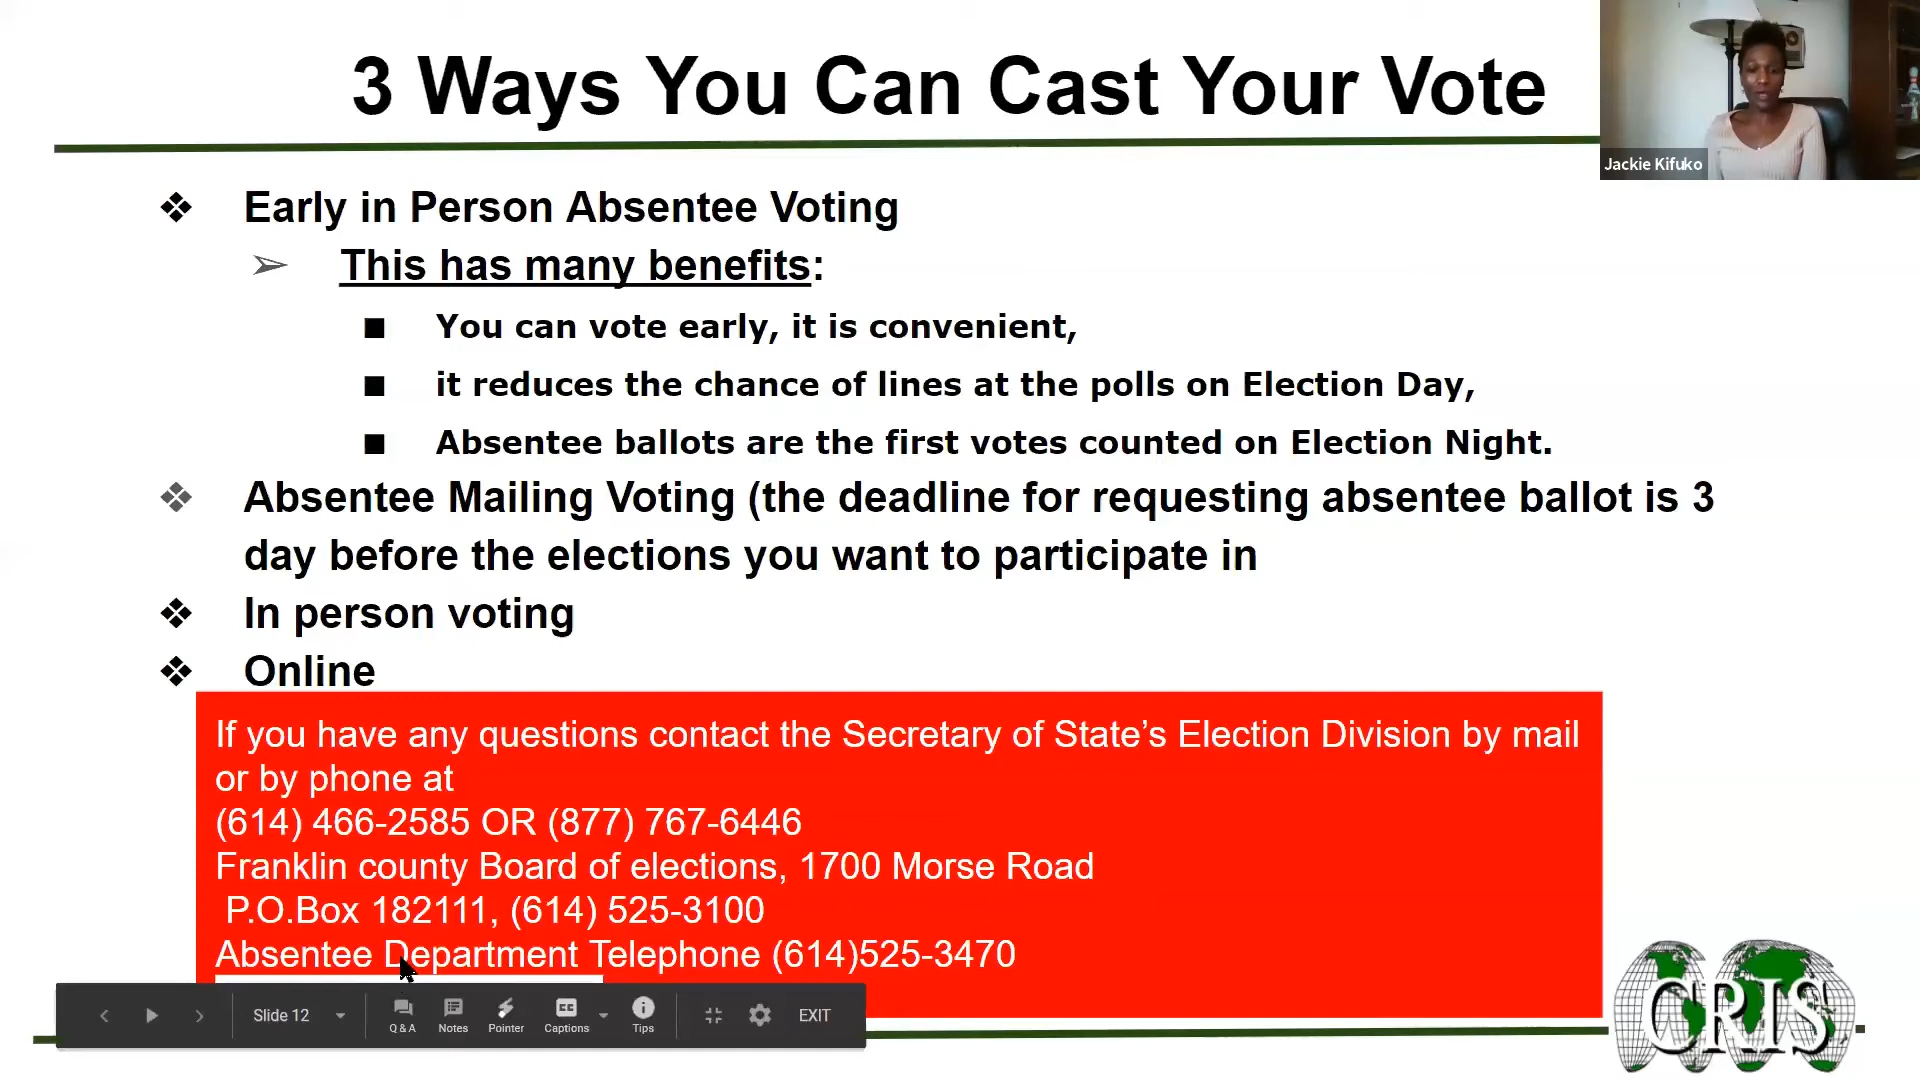 3 Ways You Can Cast Your Vote
Jackie Kifuko
❖ Early in Person Absentee Voting
➢ This has many benefits:
■ You can vote early, it is convenient,
■ it reduces the chance of lines at the polls on Election Day,
■ Absentee ballots are the first votes counted on Election Night.
❖ Absentee Mailing Voting (the deadline for requesting absentee ballot is 3
day before the elections you want to participate in
❖ In person voting
❖ Online
If you have any questions contact the Secretary of State’s Election Division by mail
or by phone at
(614) 466-2585 OR (877) 767-6446
Franklin county Board of elections, 1700 Morse Road
P.O.Box 182111, (614) 525-3100
Absentee Department Telephone (614)525-3470
Slide 12
Q & A
Notes
Pointer
CC
Captions
Tips
EXIT
CRIS